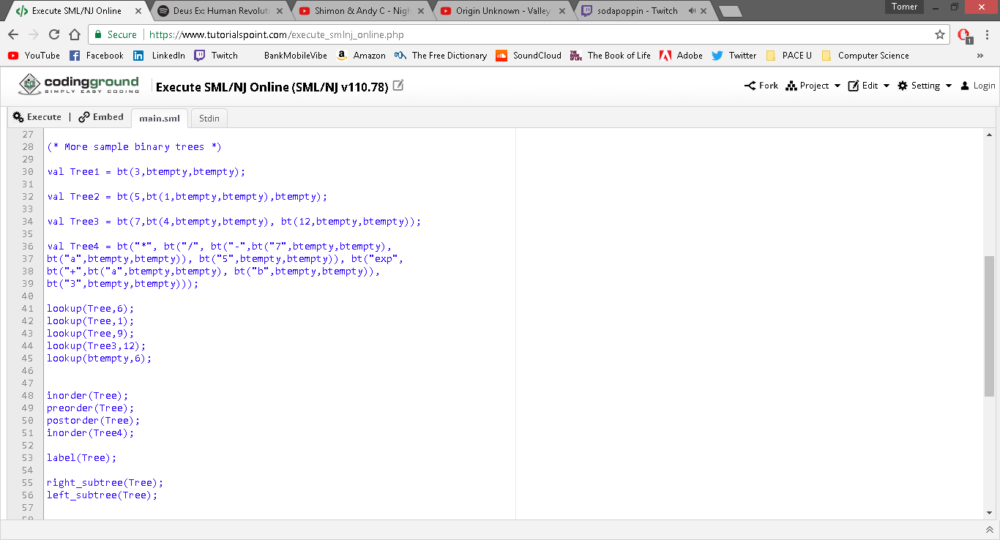 Execute SML/NJ Online
Deus Ex: Human Revoluti
Shimon & Andy C - Nigh
Origin Unknown - Valley
sodapoppin - Twitch
Tomer
Secure https://www.tutorialspoint.com/execute_smlnj_online.php
1
YouTube Facebook LinkedIn Twitch BankMobileVibe Amazon The Free Dictionary SoundCloud The Book of Life Adobe Twitter PACE U Computer Science »
codingground
SIMPLY EASY CODING
Execute SML/NJ Online (SML/NJ v110.78)
Fork Project Edit Setting Login
Execute | Embed main.sml Stdin
27
28 (* More sample binary trees *)
29
30 val Tree1 = bt(3,btempty,btempty);
31
32 val Tree2 = bt(5,bt(1,btempty,btempty),btempty);
33
34 val Tree3 = bt(7,bt(4,btempty,btempty), bt(12,btempty,btempty));
35
36 val Tree4 = bt("*", bt("/", bt("-",bt("7",btempty,btempty),
37 bt("a",btempty,btempty)), bt("5",btempty,btempty)), bt("exp",
38 bt("+",bt("a",btempty,btempty), bt("b",btempty,btempty)),
39 bt("3",btempty,btempty)));
40
41 lookup(Tree,6);
42 lookup(Tree,1);
43 lookup(Tree,9);
44 lookup(Tree3,12);
45 lookup(btempty,6);
46
47
48 inorder(Tree);
49 preorder(Tree);
50 postorder(Tree);
51 inorder(Tree4);
52
53 label(Tree);
54
55 right_subtree(Tree);
56 left_subtree(Tree);
57
58